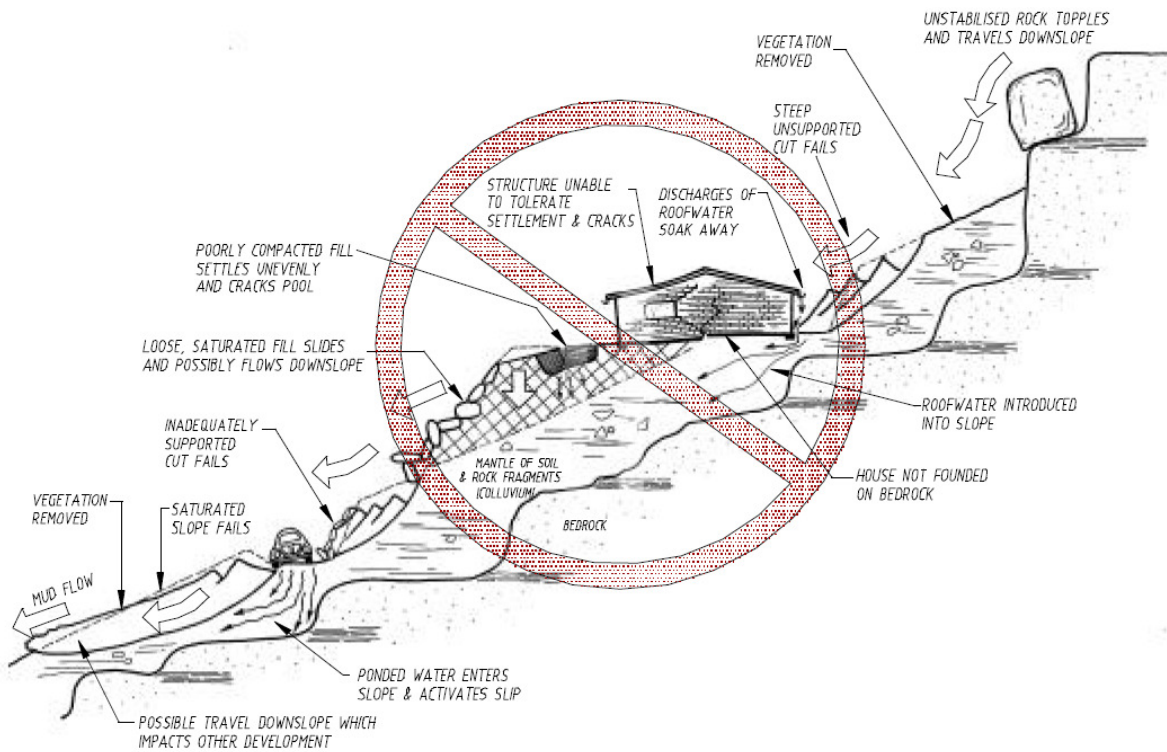 UNSTABILISED ROCK TOPPLES
AND TRAVELS DOWNSLOPE
VEGETATION
REMOVED
STEEP
UNSUPPORTED
CUT FAILS
STRUCTURE UNABLE
TO TOLERATE
SETTLEMENT & CRACKS
DISCHARGES OF
ROOFWATER
SOAK AWAY
POORLY COMPACTED FILL
SETTLES UNEVENLY
AND CRACKS POOL
LOOSE, SATURATED FILL SLIDES
AND POSSIBLY FLOWS DOWNSLOPE
ROOFWATER INTRODUCED
INTO SLOPE
INADEQUATELY
SUPPORTED
CUT FAILS
MANTLE OF SOIL
& ROCK FRAGMENTS
(COLLUVIUM)
HOUSE NOT FOUNDED
ON BEDROCK
VEGETATION
REMOVED
SATURATED
SLOPE FAILS
BEDROCK
MUD FLOW
PONDED WATER ENTERS
SLOPE & ACTIVATES SLIP
POSSIBLE TRAVEL DOWNSLOPE WHICH
IMPACTS OTHER DEVELOPMENT